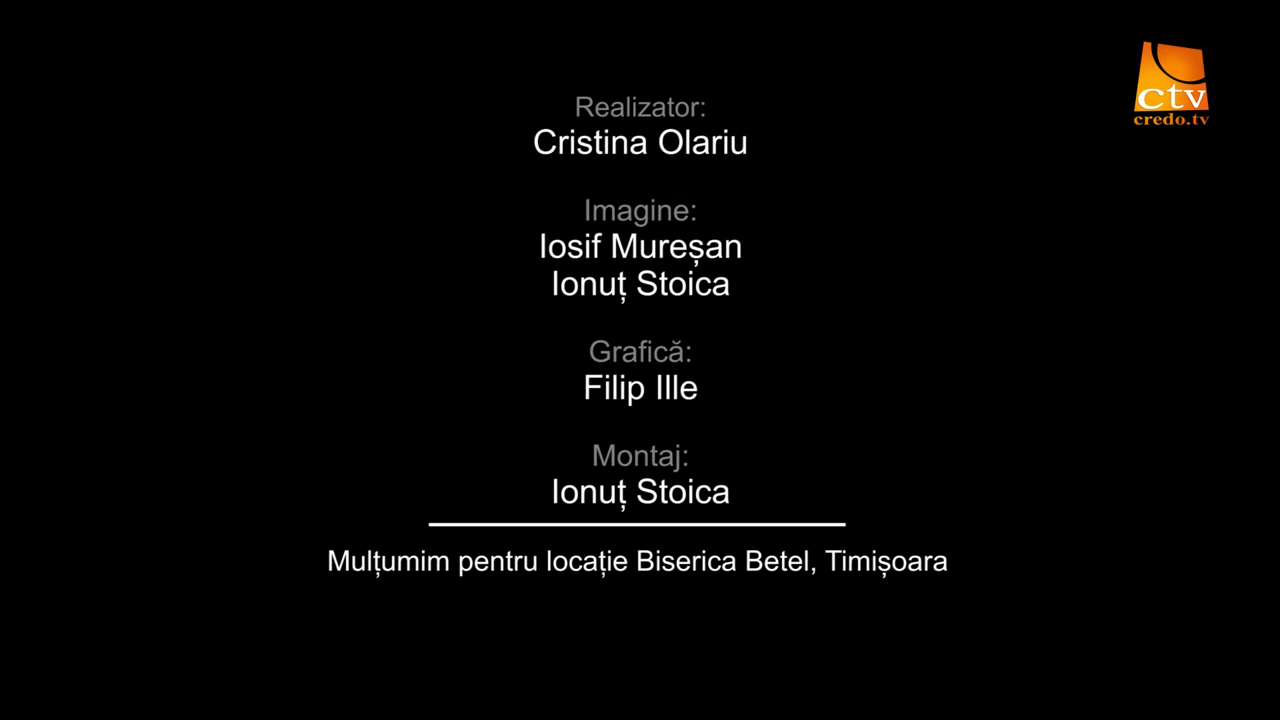 Realizator:
Cristina Olariu
Imagine:
Iosif Mureșan
Ionuț Stoica
Grafică:
Filip Ille
Montaj:
Ionuț Stoica
Mulțumim pentru locație Biserica Betel, Timișoara
ctv
credo.tv